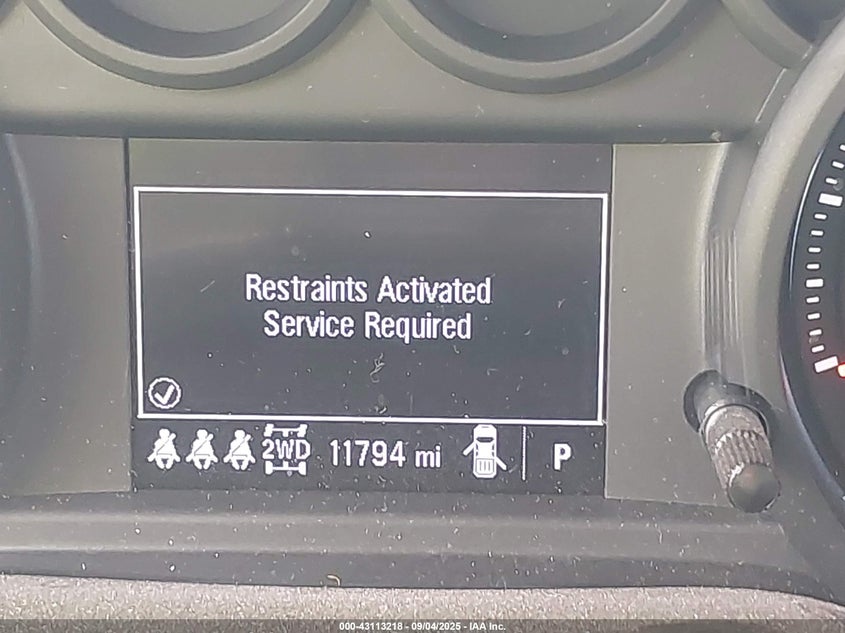 Restraints Activated
Service Required
2WD 11794 mi P
000-43113218 - 09/04/2025 - IAA Inc.